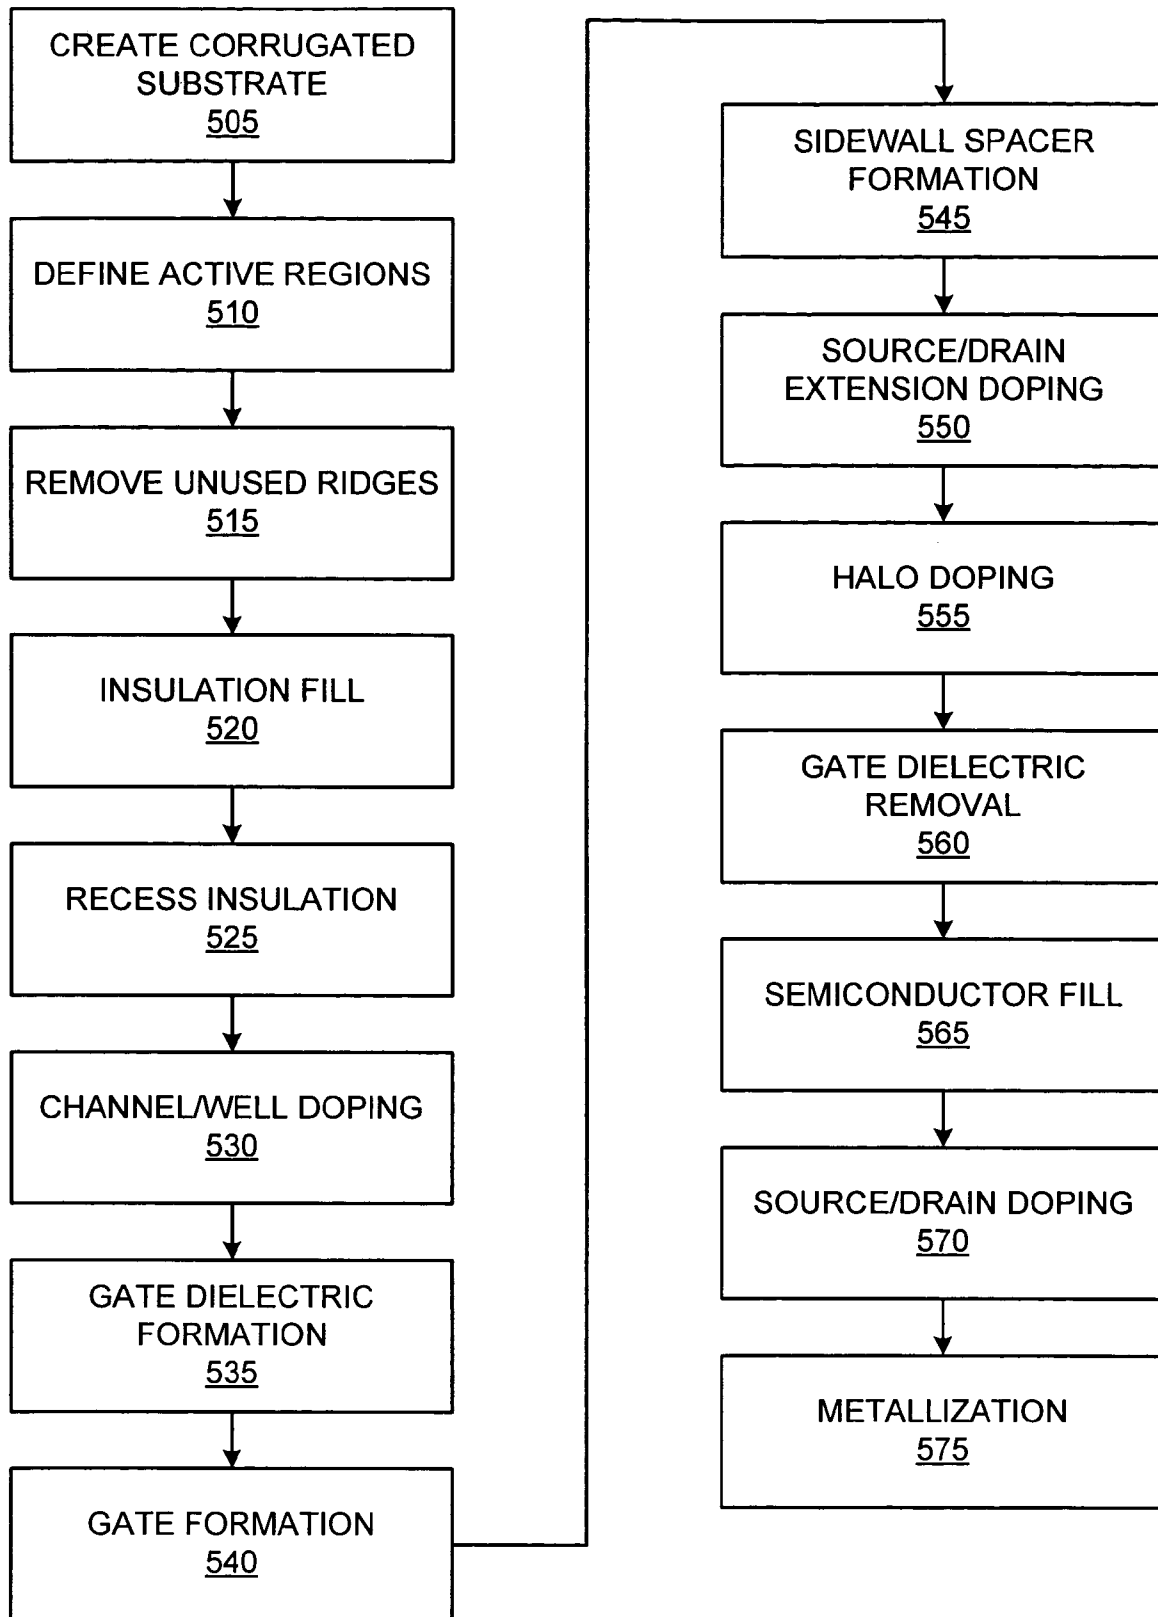 CREATE CORRUGATED
SUBSTRATE
505
DEFINE ACTIVE REGIONS
510
REMOVE UNUSED RIDGES
515
INSULATION FILL
520
RECESS INSULATION
525
CHANNEL/WELL DOPING
530
GATE DIELECTRIC
FORMATION
535
GATE FORMATION
540
SIDEWALL SPACER
FORMATION
545
SOURCE/DRAIN
EXTENSION DOPING
550
HALO DOPING
555
GATE DIELECTRIC
REMOVAL
560
SEMICONDUCTOR FILL
565
SOURCE/DRAIN DOPING
570
METALLIZATION
575